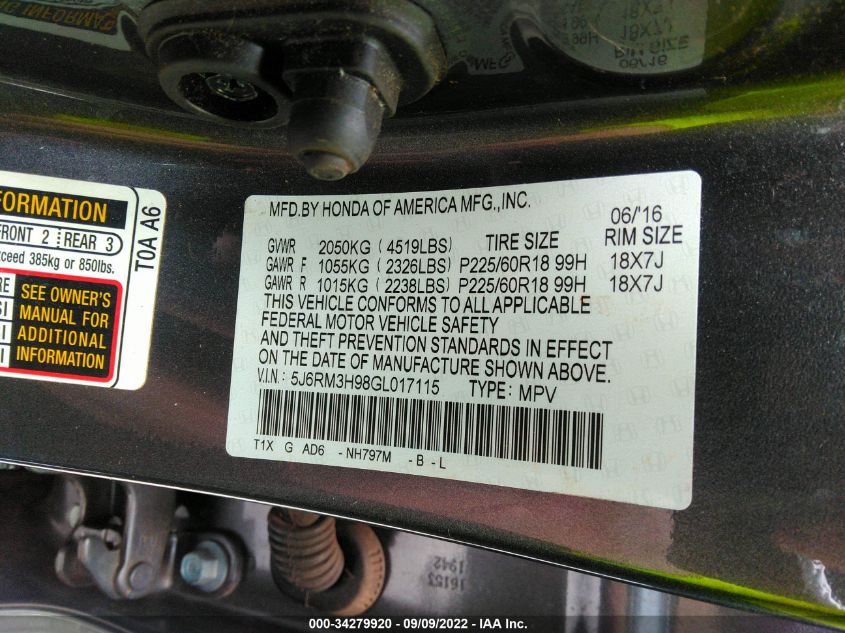 MFD.BY HONDA OF AMERICA MFG.,INC.
06/'16
GVWR 2050KG (4519LBS) TIRE SIZE RIM SIZE
GAWR F 1055KG (2326LBS) P225/60R18 99H 18X7J
GAWR R 1015KG (2238LBS) P225/60R18 99H 18X7J
THIS VEHICLE CONFORMS TO ALL APPLICABLE
FEDERAL MOTOR VEHICLE SAFETY
AND THEFT PREVENTION STANDARDS IN EFFECT
ON THE DATE OF MANUFACTURE SHOWN ABOVE.
V.I.N.: 5J6RM3H98GL017115 TYPE: MPV
T1X G AD6 -NH797M -B-L
FRONT 2 REAR 3
385kg or 850lbs.
SEE OWNER'S
MANUAL FOR
ADDITIONAL
INFORMATION
T0A A6
16153
1942
000-34279920 - 09/09/2022 - IAA Inc.